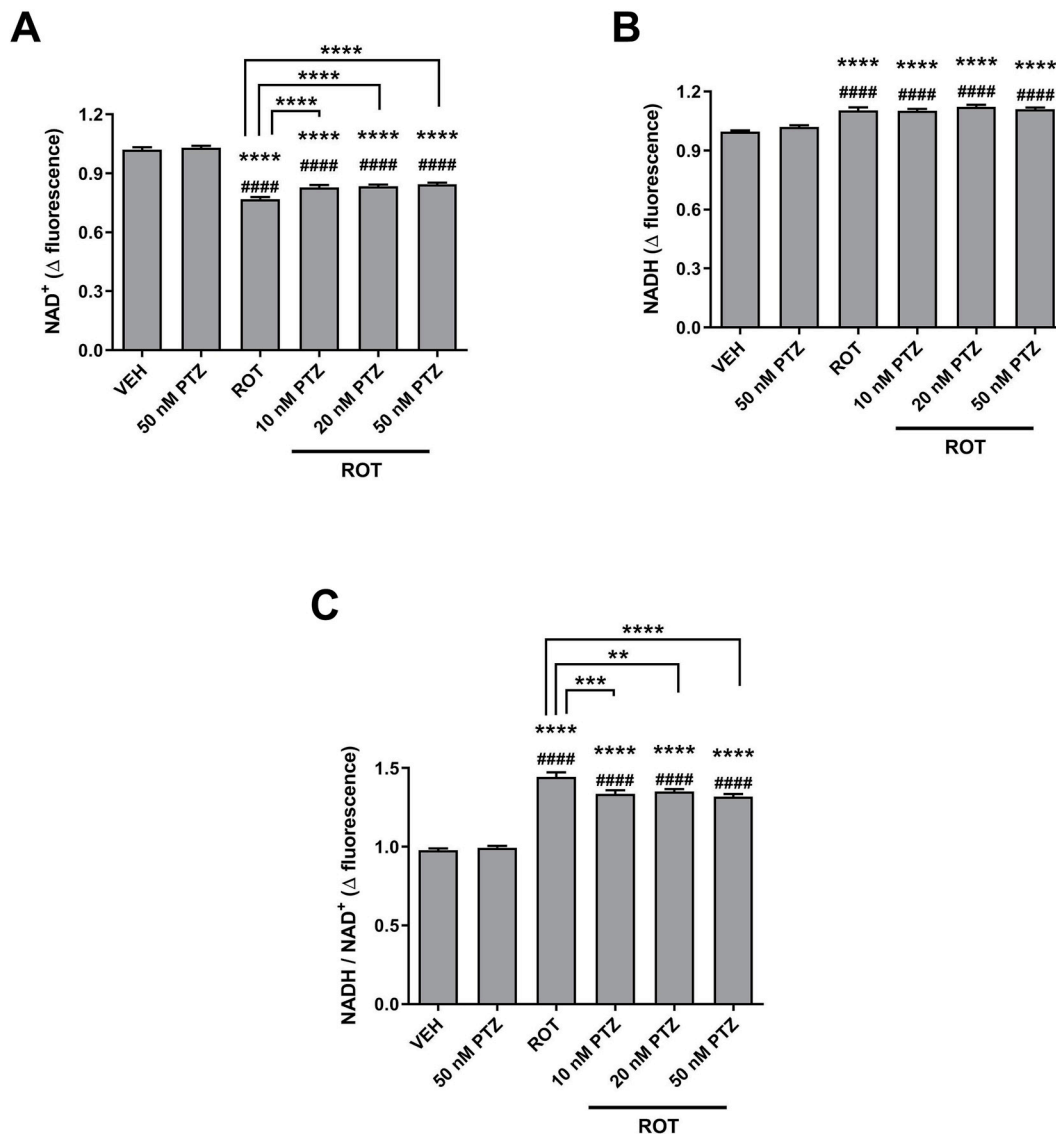 A
****
****
****
**** **** ****
****
#### #### ####
####
NAD⁺ (Δ fluorescence)
1.2
0.9
0.6
0.3
0.0
VEH
50 nM PTZ
ROT
10 nM PTZ
20 nM PTZ
50 nM PTZ
ROT
B
**** **** **** ****
#### #### #### ####
NADH (Δ fluorescence)
1.2
0.9
0.6
0.3
0.0
VEH
50 nM PTZ
ROT
10 nM PTZ
20 nM PTZ
50 nM PTZ
ROT
C
****
**
***
****
**** **** ****
####
#### #### ####
NADH / NAD⁺ (Δ fluorescence)
1.5
1.0
0.5
0.0
VEH
50 nM PTZ
ROT
10 nM PTZ
20 nM PTZ
50 nM PTZ
ROT